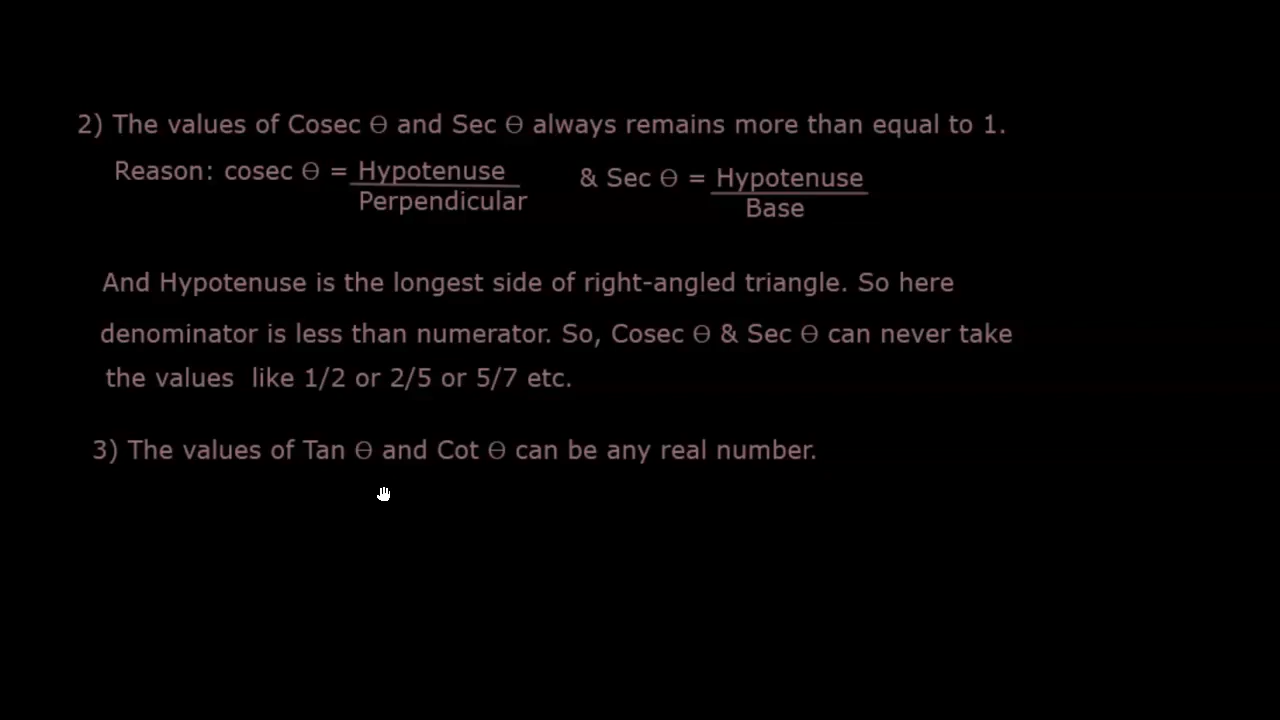 2) The values of Cosec Θ and Sec Θ always remains more than equal to 1.
Reason: cosec Θ = Hypotenuse & Sec Θ = Hypotenuse
Perpendicular Base
And Hypotenuse is the longest side of right-angled triangle. So here
denominator is less than numerator. So, Cosec Θ & Sec Θ can never take
the values like 1/2 or 2/5 or 5/7 etc.
3) The values of Tan Θ and Cot Θ can be any real number.